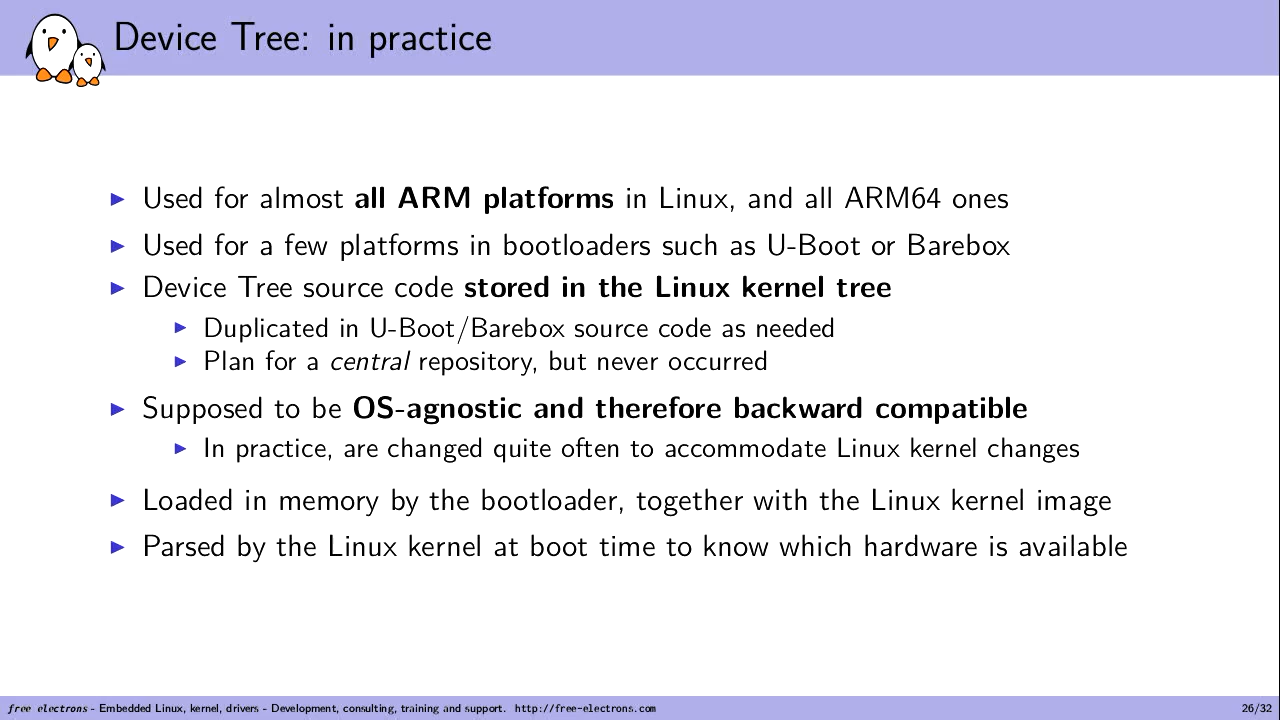 Device Tree: in practice
Used for almost all ARM platforms in Linux, and all ARM64 ones
Used for a few platforms in bootloaders such as U-Boot or Barebox
Device Tree source code stored in the Linux kernel tree
Duplicated in U-Boot/Barebox source code as needed
Plan for a central repository, but never occurred
Supposed to be OS-agnostic and therefore backward compatible
In practice, are changed quite often to accommodate Linux kernel changes
Loaded in memory by the bootloader, together with the Linux kernel image
Parsed by the Linux kernel at boot time to know which hardware is available
free electrons - Embedded Linux, kernel, drivers - Development, consulting, training and support. http://free-electrons.com 26/32